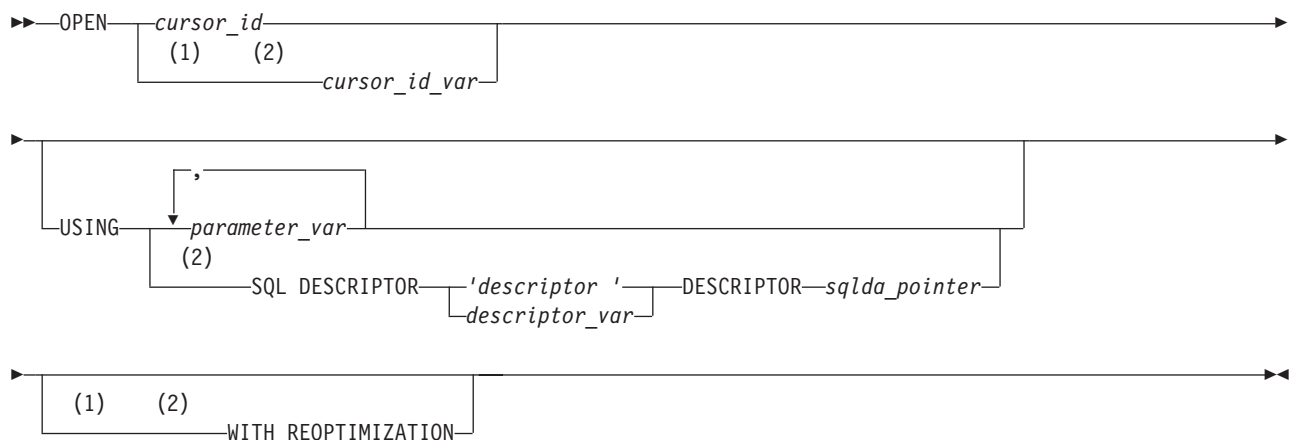 OPEN cursor_id
(1) (2)
cursor_id_var
,
USING parameter_var
(2)
SQL DESCRIPTOR 'descriptor ' DESCRIPTOR sqlda_pointer
descriptor_var
(1) (2)
WITH REOPTIMIZATION